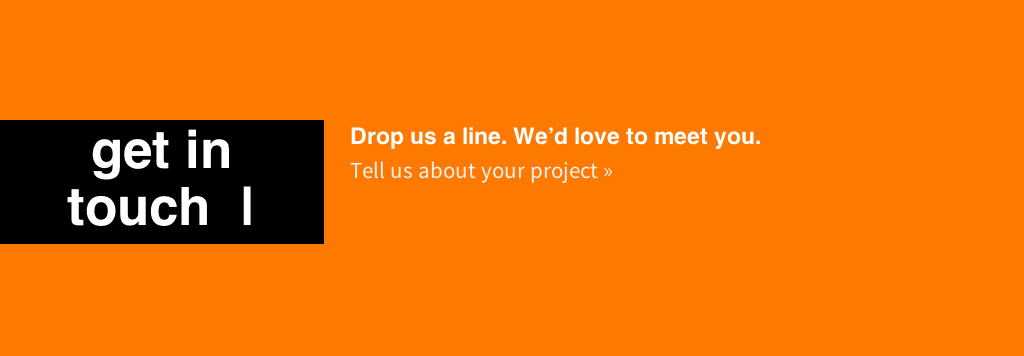 get in
touch |
Drop us a line. We’d love to meet you.
Tell us about your project »